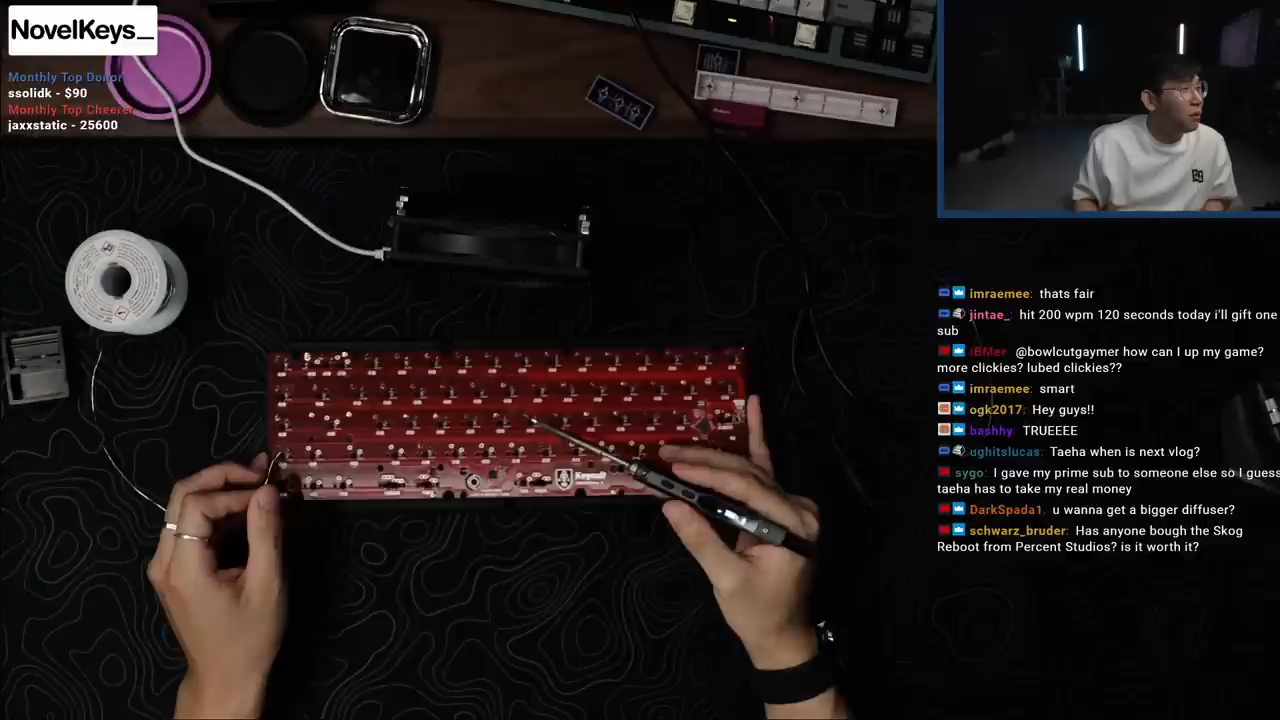 NovelKeys_
Monthly Top Donor
ssolidk - $90
Monthly Top Cheerer
jaxxstatic - 25600
imraemee: thats fair
jintae_: hit 200 wpm 120 seconds today i'll gift one
sub
iBMer @bowlcutgaymer how can I up my game?
more clickies? lubed clickies??
imraemee: smart
ogk2017: Hey guys!!
bashhy TRUEEEE
ughitslucas: Taeha when is next vlog?
sygo: I gave my prime sub to someone else so I guess
taeha has to take my real money
DarkSpada1. u wanna get a bigger diffuser?
schwarz_bruder: Has anyone bough the Skog
Reboot from Percent Studios? is it worth it?